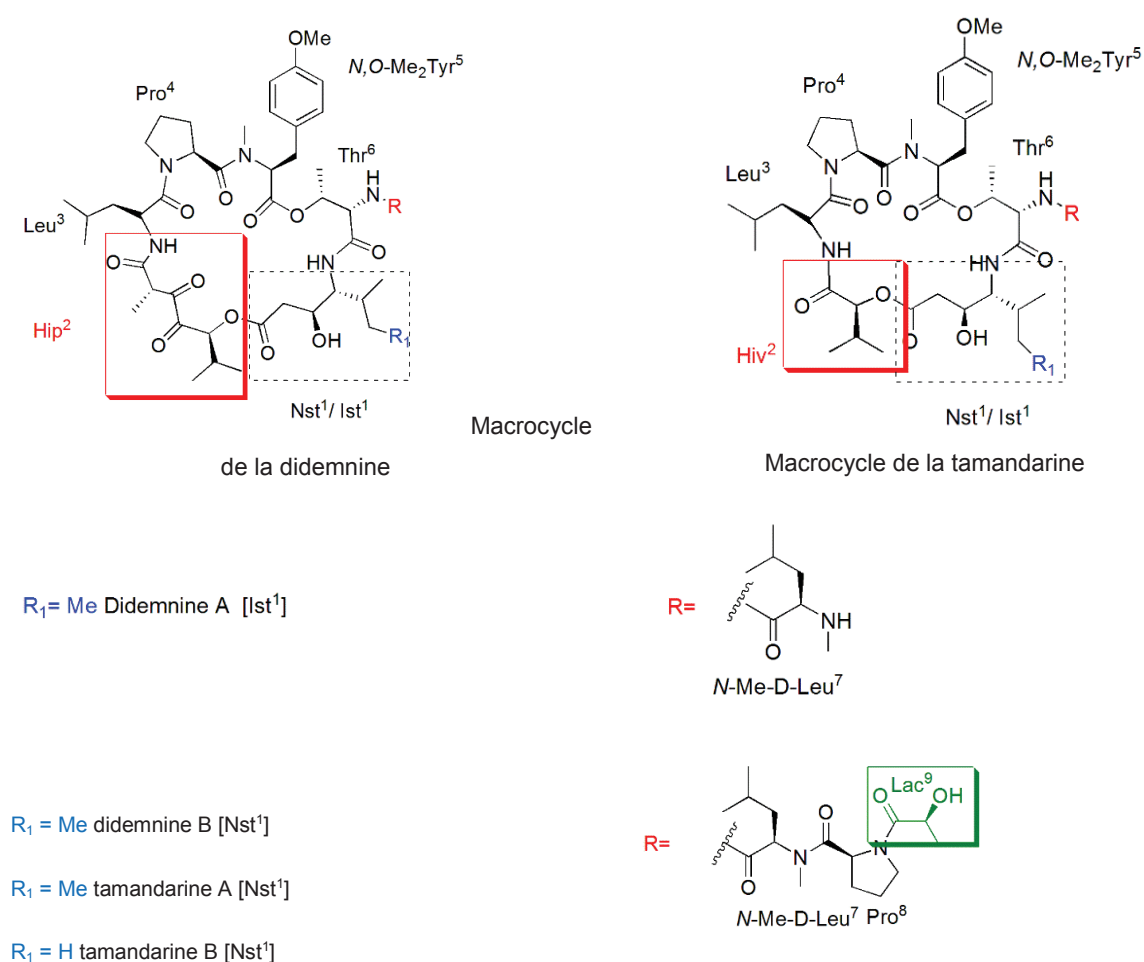 OMe
N,O-Me₂Tyr⁵
Pro⁴
N
O
N
O
Thr⁶
H
N
R
O
O
O
Leu³
NH
O
HN
O
O
O
O
O
OH
R₁
Hip²
Nst¹/ Ist¹
Macrocycle
de la didemnine
OMe
N,O-Me₂Tyr⁵
Pro⁴
N
O
N
O
Thr⁶
H
N
R
O
O
O
Leu³
NH
HN
O
O
O
O
OH
R₁
Hiv²
Nst¹/ Ist¹
Macrocycle de la tamandarine
R₁= Me Didemnine A [Ist¹]
R=
NH
O
N-Me-D-Leu⁷
R₁ = Me didemnine B [Nst¹]
R₁ = Me tamandarine A [Nst¹]
R₁ = H tamandarine B [Nst¹]
R=
Lac⁹
O
OH
O
N
N
O
N-Me-D-Leu⁷ Pro⁸